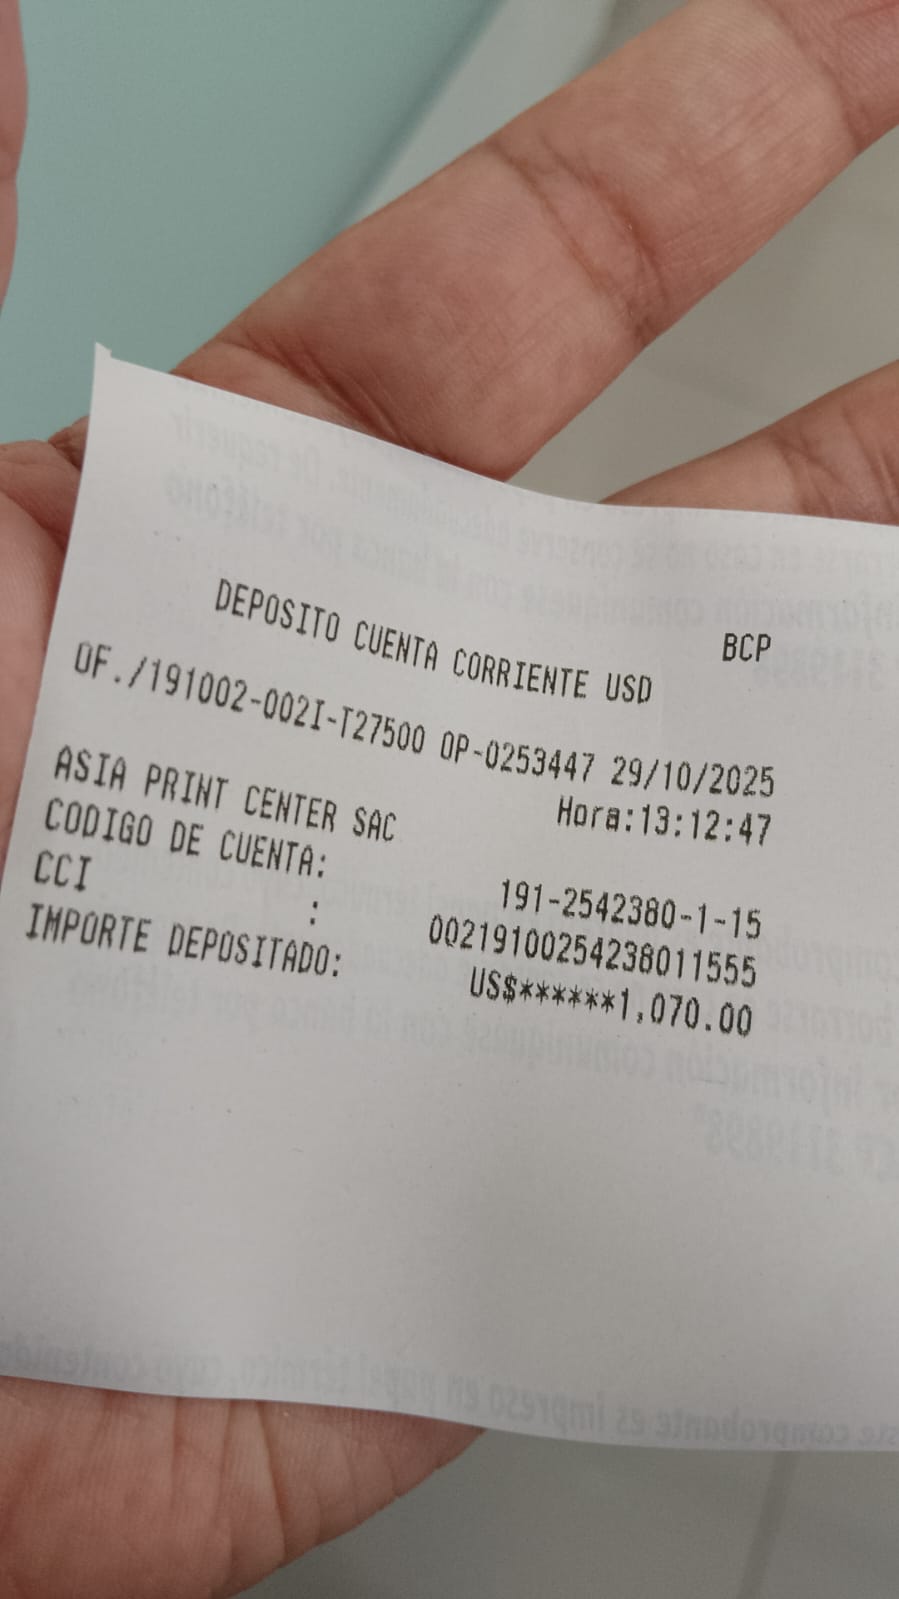 BCP
DEPOSITO CUENTA CORRIENTE USD
OF./191002-002I-T27500 OP-0253447 29/10/2025
Hora:13:12:47
ASIA PRINT CENTER SAC
CODIGO DE CUENTA: 191-2542380-1-15
CCI : 00219100254238011555
IMPORTE DEPOSITADO: US$******1,070.00